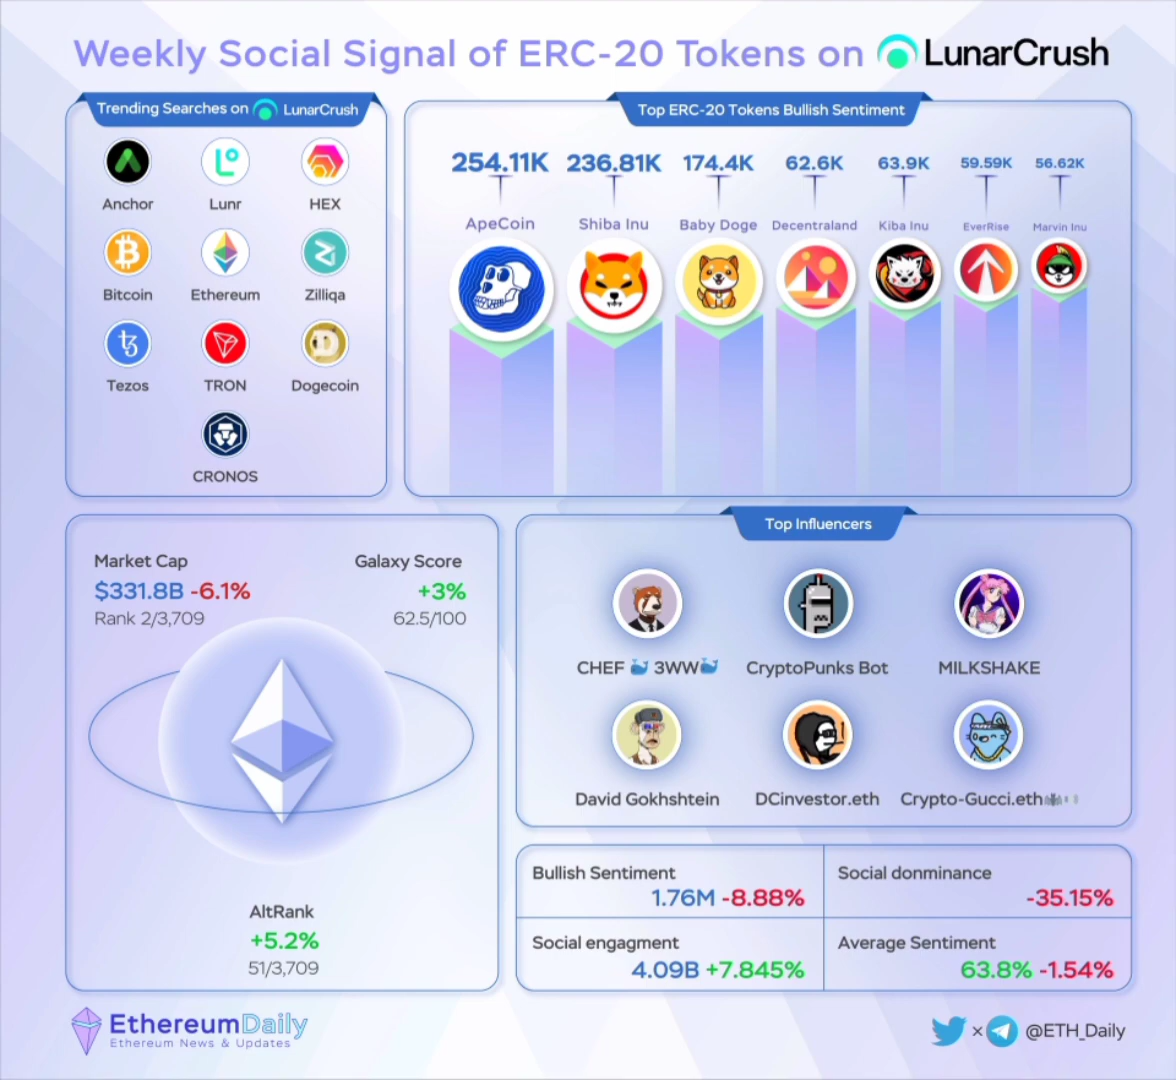 Weekly Social Signal of ERC-20 Tokens on LunarCrush
Trending Searches on LunarCrush
Anchor
Lunr
HEX
Bitcoin
Ethereum
Zilliqa
Tezos
TRON
Dogecoin
CRONOS
Top ERC-20 Tokens Bullish Sentiment
254.11K 236.81K 174.4K 62.6K 63.9K 59.59K 56.62K
ApeCoin Shiba Inu Baby Doge Decentraland Kiba Inu EverRise Marvin Inu
Market Cap
$331.8B -6.1%
Rank 2/3,709
Galaxy Score
+3%
62.5/100
AltRank
+5.2%
51/3,709
Top Influencers
CHEF 🐳 3WW🐳
CryptoPunks Bot
MILKSHAKE
David Gokhshtein
DCinvestor.eth
Crypto-Gucci.eth
Bullish Sentiment
1.76M -8.88%
Social donminance
-35.15%
Social engagment
4.09B +7.845%
Average Sentiment
63.8% -1.54%
EthereumDaily
Ethereum News & Updates
× @ETH_Daily